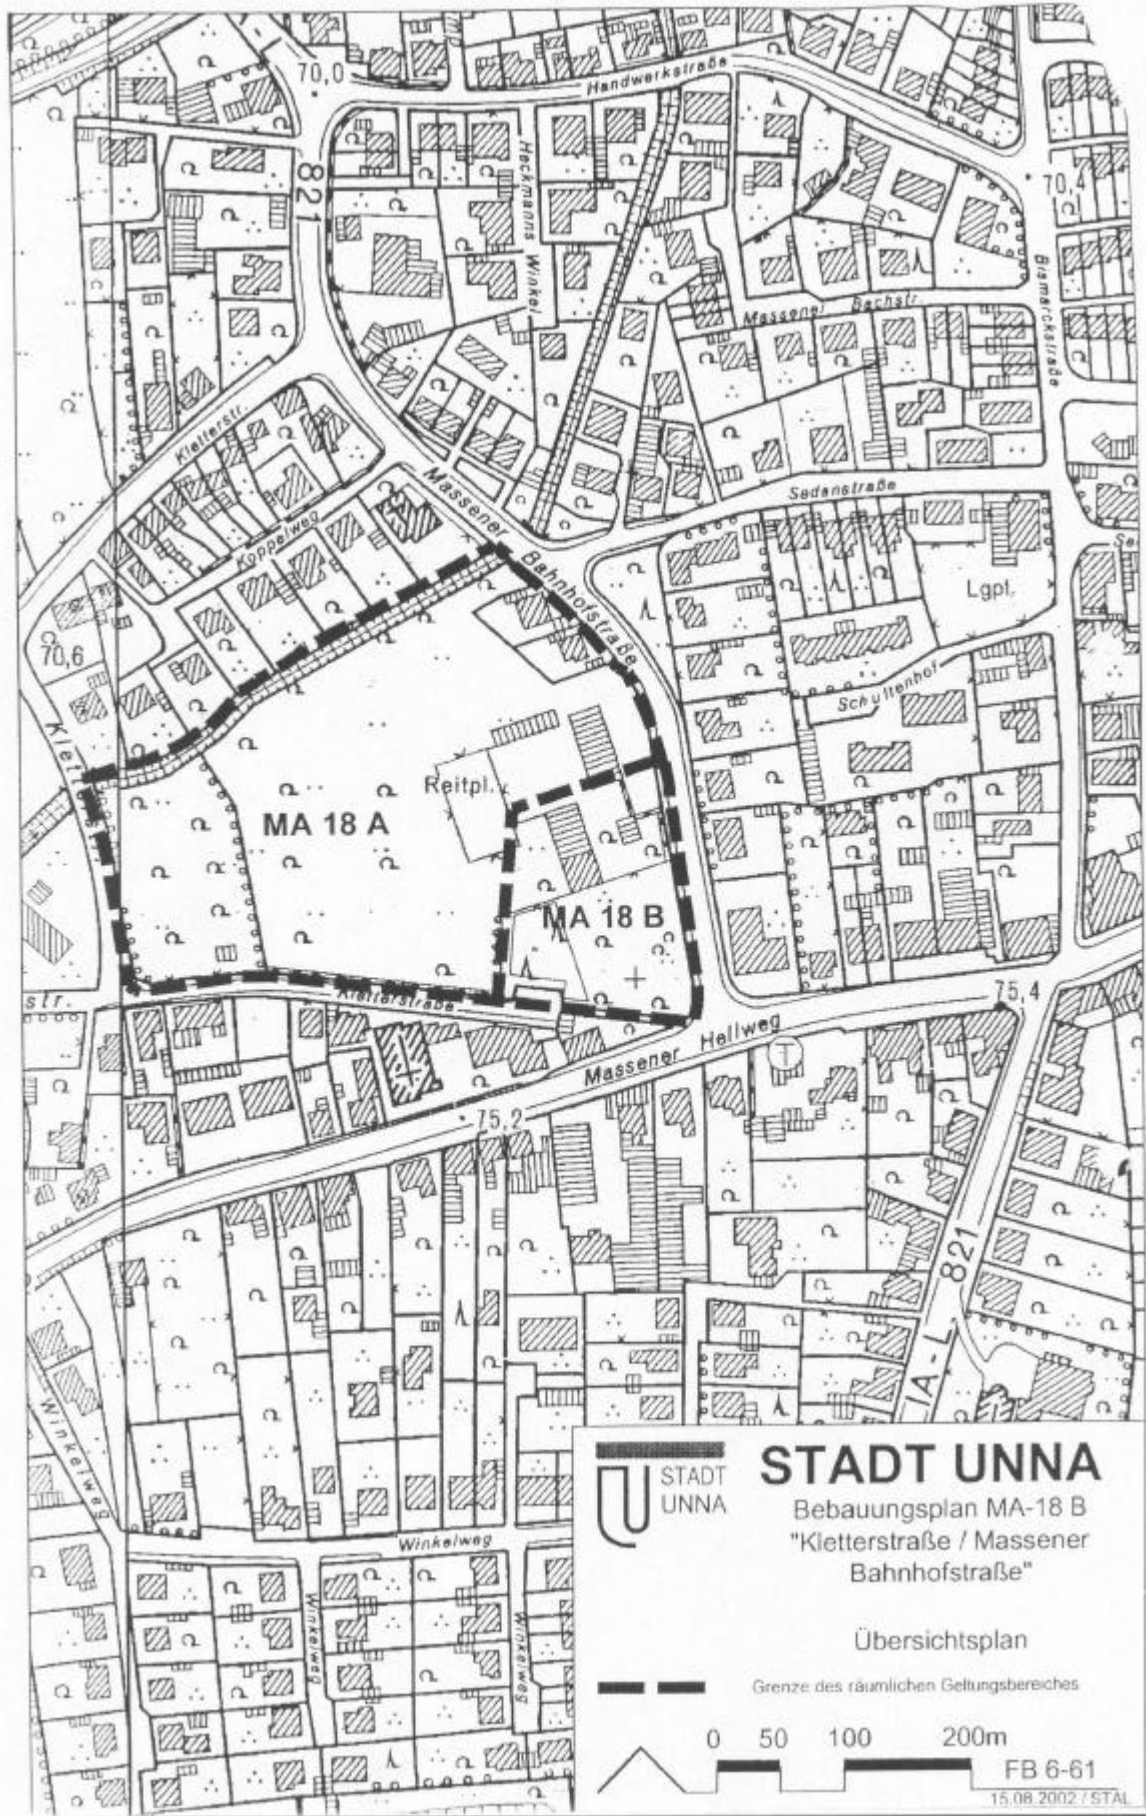 70,0
Handwerkstraße
821
Heckmanns Winkel
70,4
Bismarckstraße
Massener Bachstr.
Kletterstr.
Massener Bahnhofstraße
Sedanstraße
Koppelweg
Lgpl.
70,6
Schultenhof
Reitpl.
MA 18 A
MA 18 B
str.
Kletterstraße
75,4
Massener Hellweg
75,2
IA - L 821
Winkelweg
Winkelweg
Winkelweg
Winkelweg
STADT
UNNA
STADT UNNA
Bebauungsplan MA-18 B
"Kletterstraße / Massener
Bahnhofstraße"
Übersichtsplan
Grenze des räumlichen Geltungsbereiches
0 50 100 200m
FB 6-61
15.08.2002 / STAL